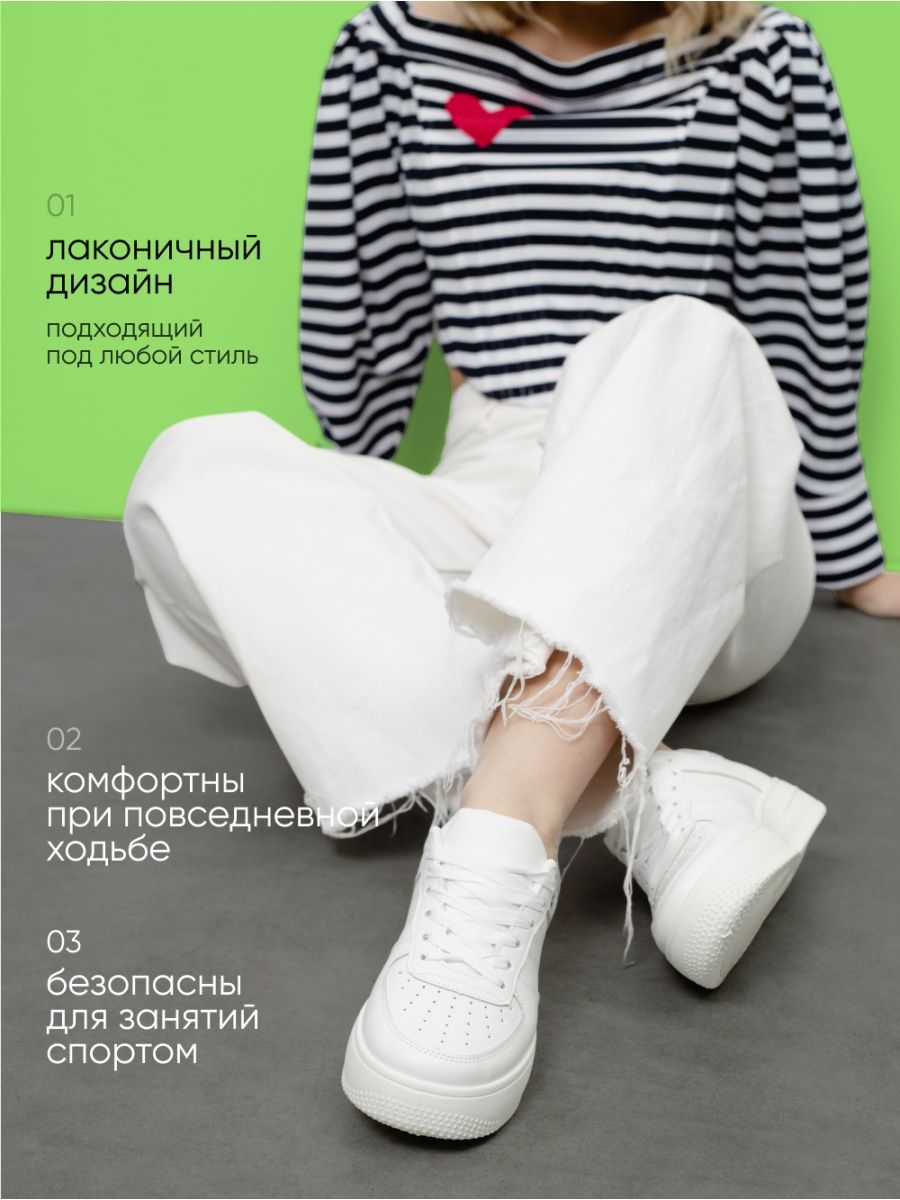 01
лаконичный
дизайн
подходящий
под любой стиль
02
комфортны
при повседневной
ходьбе
03
безопасны
для занятий
спортом